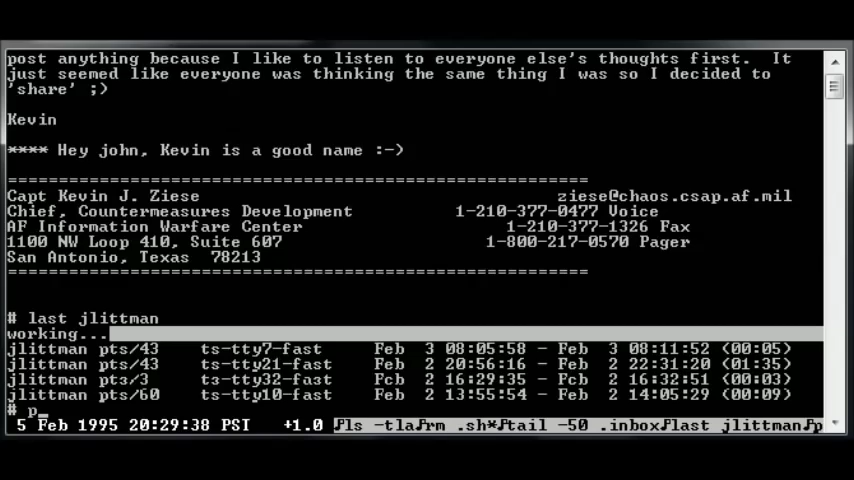 post anything because I like to listen to everyone else's thoughts first.  It
just seemed like everyone was thinking the same thing I was so I decided to
'share' ;)
Kevin
**** Hey john, Kevin is a good name :-)
=========================================================
Capt Kevin J. Ziese                                   ziese@chaos.csap.af.mil
Chief, Countermeasures Development          1-210-377-0477 Voice
AF Information Warfare Center                    1-210-377-1326 Fax
1100 NW Loop 410, Suite 607                    1-800-217-0570 Pager
San Antonio, Texas  78213
=========================================================
# last jlittman
working...
jlittman pts/43    ts-tty7-fast     Feb  3 08:05:58 - Feb  3 08:11:52 (00:05)
jlittman pts/43    ts-tty21-fast    Feb  2 20:56:16 - Feb  2 22:31:20 (01:35)
jlittman pts/3     ts-tty32-fast    Feb  2 16:29:35 - Feb  2 16:32:51 (00:03)
jlittman pts/60    ts-tty10-fast    Feb  2 13:55:54 - Feb  2 14:05:29 (00:09)
# p_
5 Feb 1995 20:29:38 PST    +1.0  ♪ls -tla♪rm .sh*♪tail -50 .inbox♪last jlittman♪p